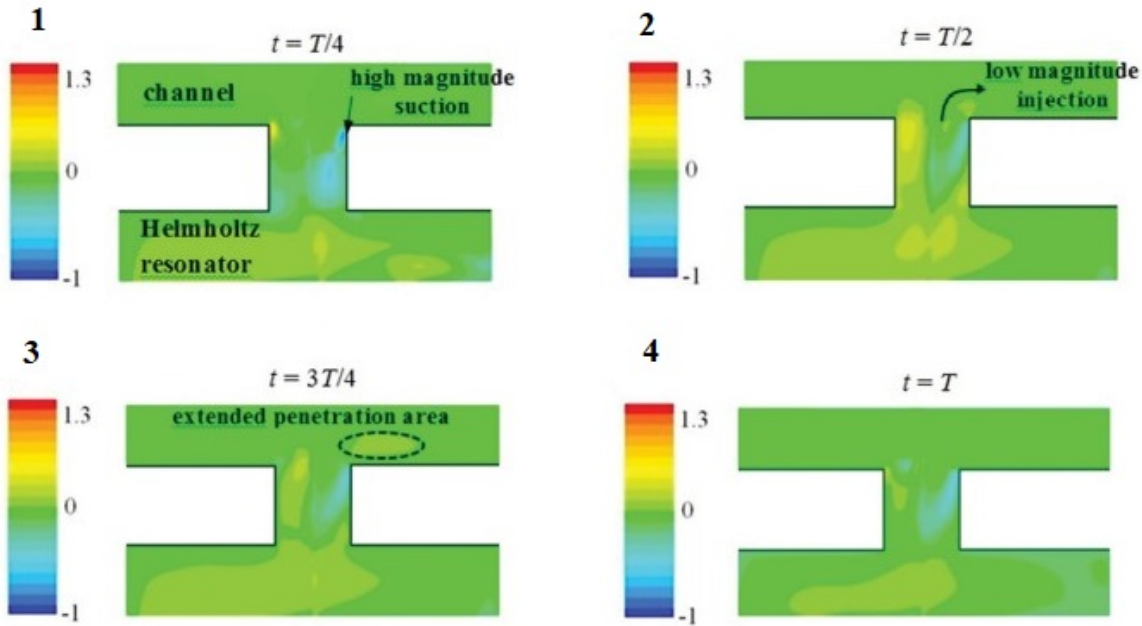 1
t = T/4
1.3
0
-1
channel
high magnitude
suction
Helmholtz
resonator
2
t = T/2
1.3
0
-1
low magnitude
injection
3
t = 3T/4
1.3
0
-1
extended penetration area
4
t = T
1.3
0
-1